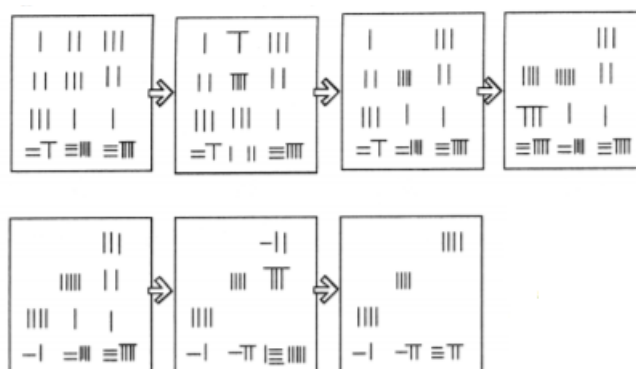 𝍠 𝍡 𝍢
𝍡 𝍢 𝍡
𝍢 𝍠 𝍠
𝍪𝍥 𝍫𝍣 𝍫𝍨
𝍠 𝍥 𝍢
𝍡 𝍨 𝍡
𝍢 𝍢 𝍠
𝍪𝍥 𝍠 𝍡 𝍫𝍨
𝍠 𝍢
𝍡 𝍤 𝍡
𝍢 𝍠 𝍠
𝍪𝍥 𝍪𝍣 𝍫𝍨
𝍢
𝍣 𝍤 𝍡
𝍧 𝍠 𝍠
𝍫𝍨 𝍪𝍣 𝍫𝍨
𝍢
𝍤 𝍡
𝍣 𝍠 𝍠
𝍩𝍠 𝍪𝍣 𝍫𝍨
𝍩𝍡
𝍣 𝍧
𝍣
𝍩𝍠 𝍩𝍦 𝍠𝍬𝍤
𝍣
𝍣
𝍣
𝍩𝍠 𝍩𝍦 𝍫𝍦